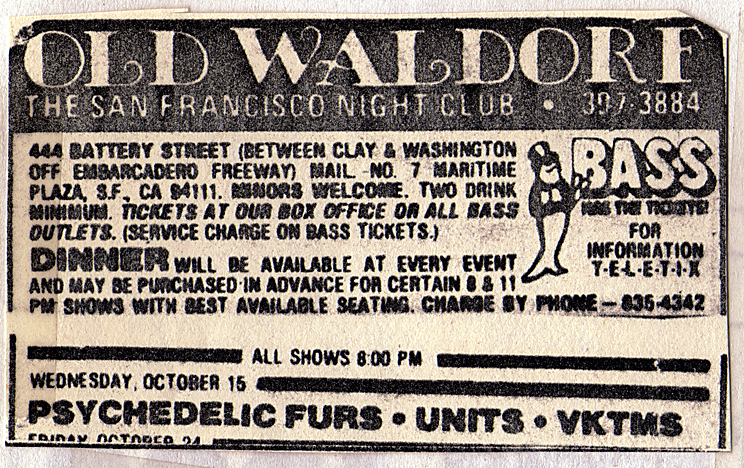 OLD WALDORF
THE SAN FRANCISCO NIGHT CLUB • 397-3884
444 BATTERY STREET (BETWEEN CLAY & WASHINGTON
OFF EMBARCADERO FREEWAY) MAIL - NO. 7 MARITIME
PLAZA, S.F., CA 94111. MINORS WELCOME. TWO DRINK
MINIMUM. TICKETS AT OUR BOX OFFICE OR ALL BASS
OUTLETS. (SERVICE CHARGE ON BASS TICKETS.)
DINNER WILL BE AVAILABLE AT EVERY EVENT
AND MAY BE PURCHASED IN ADVANCE FOR CERTAIN 8 & 11
PM SHOWS WITH BEST AVAILABLE SEATING. CHARGE BY PHONE — 835-4342
BASS
HAS THE TICKETS!
FOR
INFORMATION
T-E-L-E-T-I-X
ALL SHOWS 8:00 PM
WEDNESDAY, OCTOBER 15
PSYCHEDELIC FURS • UNITS • VKTMS
FRIDAY OCTOBER 24